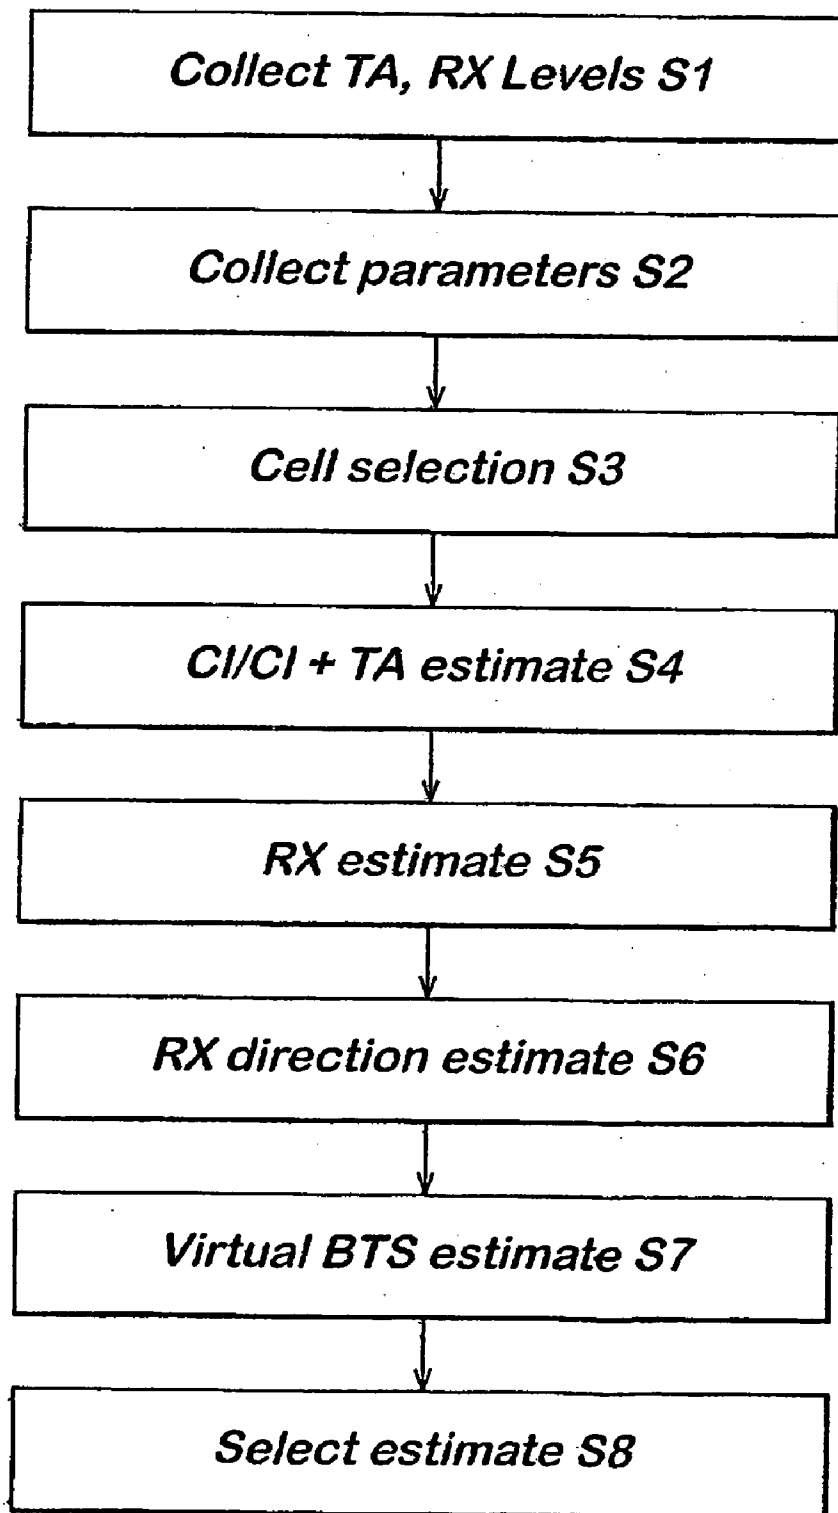 Collect TA, RX Levels S1
Collect parameters S2
Cell selection S3
CI/CI + TA estimate S4
RX estimate S5
RX direction estimate S6
Virtual BTS estimate S7
Select estimate S8